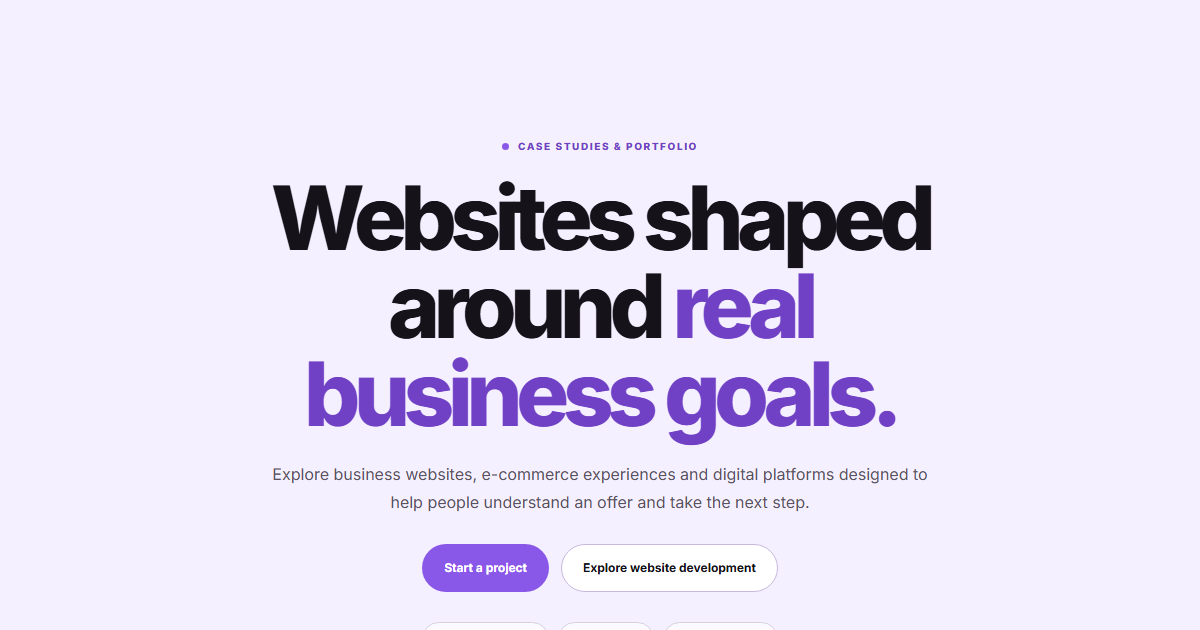 CASE STUDIES & PORTFOLIO
Websites shaped
around real
business goals.
Explore business websites, e-commerce experiences and digital platforms designed to
help people understand an offer and take the next step.
Start a project
Explore website development